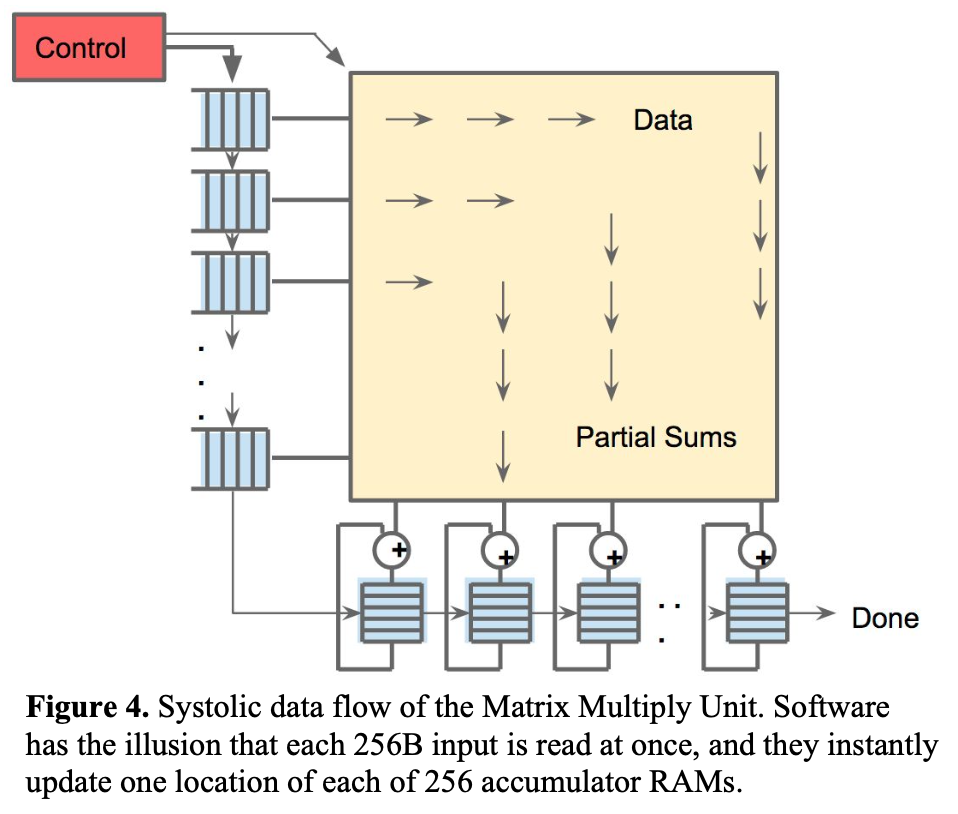 Control
Data
Partial Sums
+ + + +
Done
Figure 4. Systolic data flow of the Matrix Multiply Unit. Software
has the illusion that each 256B input is read at once, and they instantly
update one location of each of 256 accumulator RAMs.